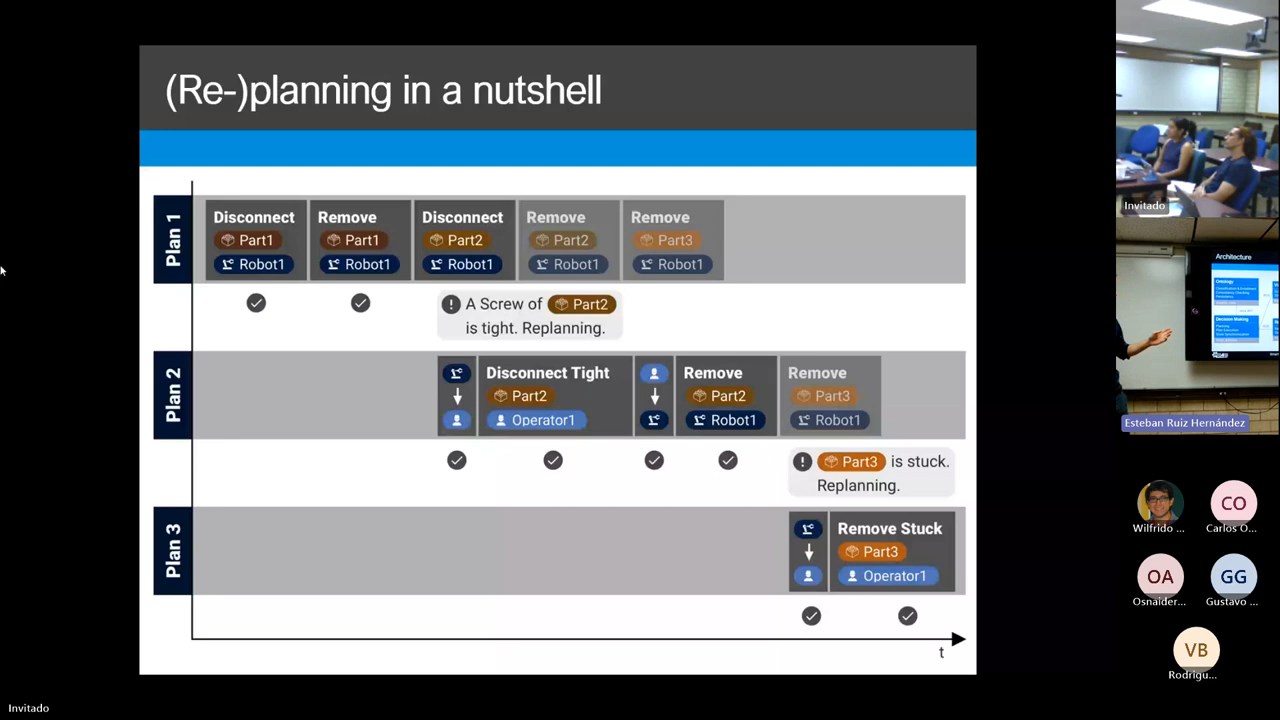 (Re-)planning in a nutshell
Plan 1
Disconnect
Part1
Robot1
Remove
Part1
Robot1
Disconnect
Part2
Robot1
Remove
Part2
Robot1
Remove
Part3
Robot1
! A Screw of Part2
is tight. Replanning.
Plan 2
Disconnect Tight
Part2
Operator1
Remove
Part2
Robot1
Remove
Part3
Robot1
! Part3 is stuck.
Replanning.
Plan 3
Remove Stuck
Part3
Operator1
t
Invitado
Invitado
Architecture
Ontology
Decision Making
Esteban Ruiz Hernández
Wilfrido ...
CO
Carlos O...
OA
Osnaider...
GG
Gustavo ...
VB
Rodrigu...